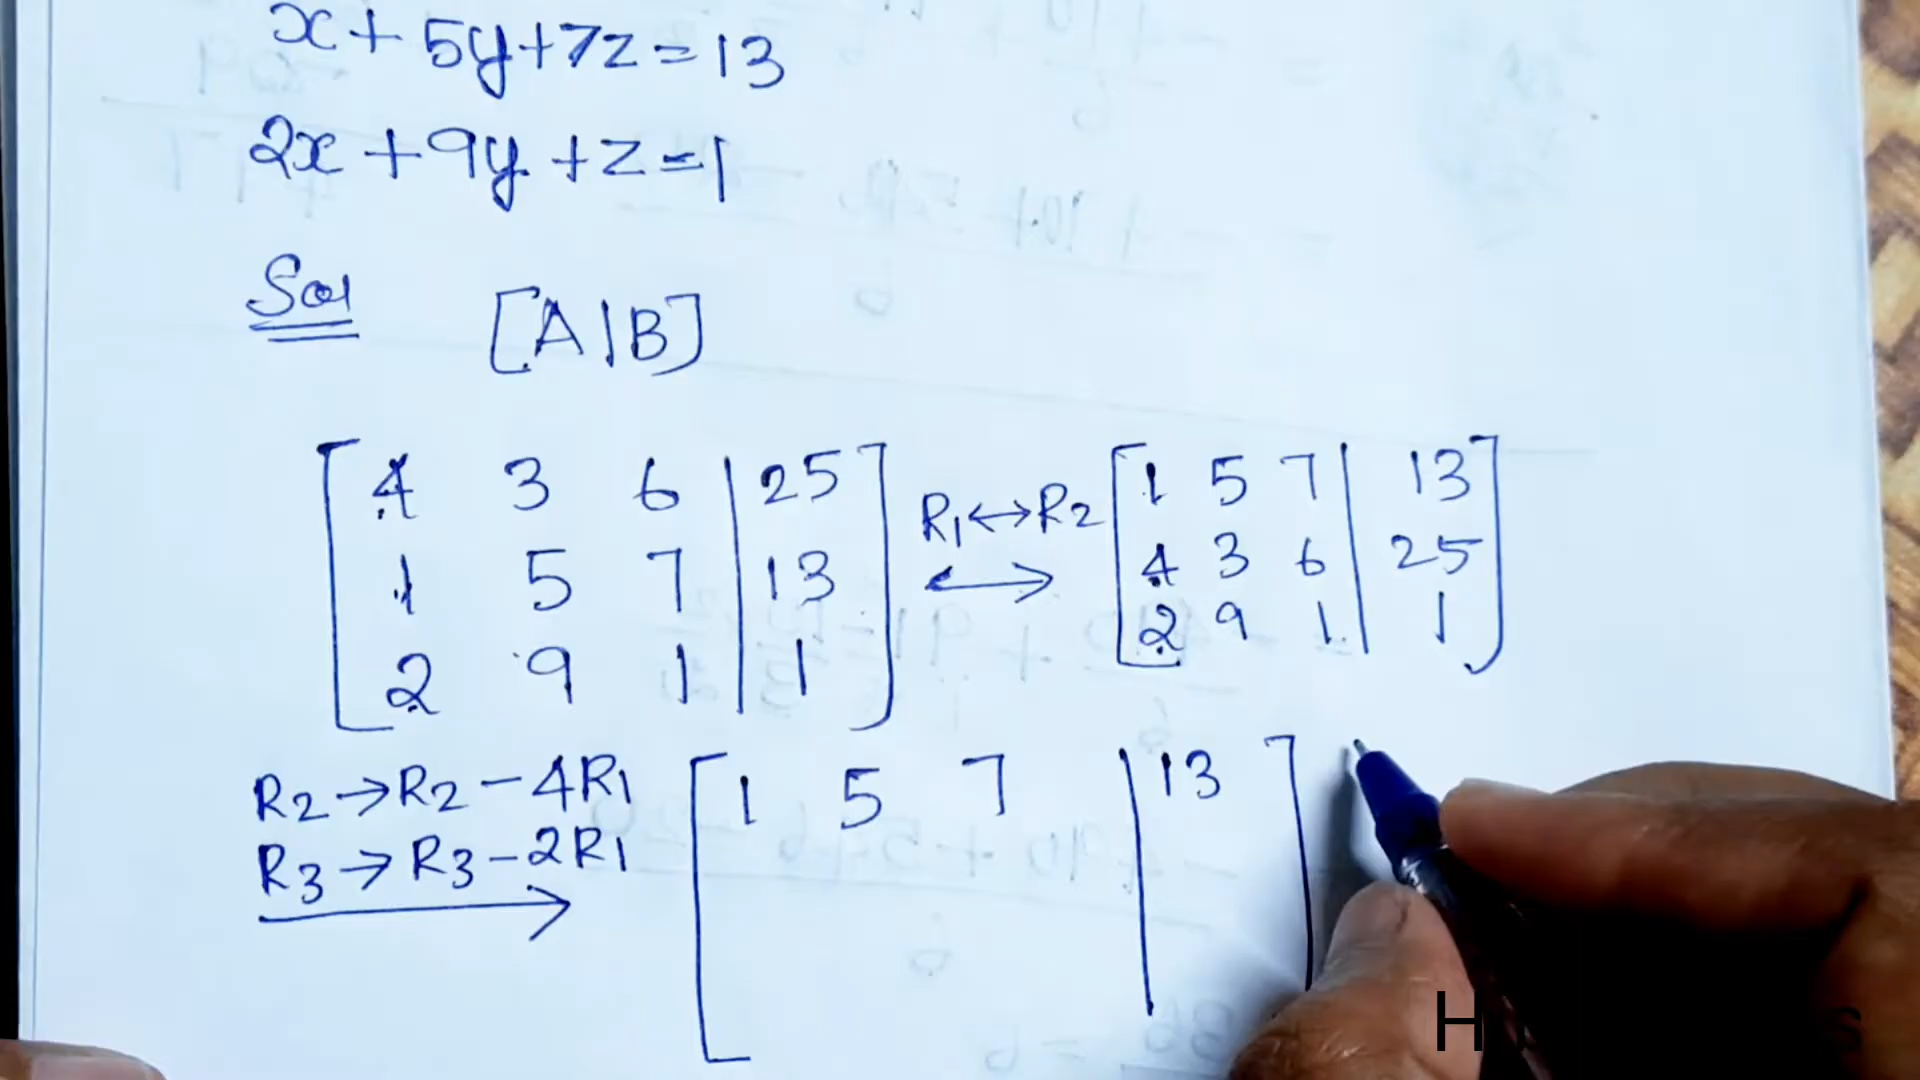 x + 5y + 7z = 13
2x + 9y + z = 1
Sol [A|B]
[ 4 3 6 | 25 ] R1 ↔ R2 [ 1 5 7 | 13 ]
[ 1 5 7 | 13 ] ⟷ [ 4 3 6 | 25 ]
[ 2 9 1 | 1 ] [ 2 9 1 | 1 ]
R2 → R2 - 4R1 [ 1 5 7 | 13 ]
R3 → R3 - 2R1